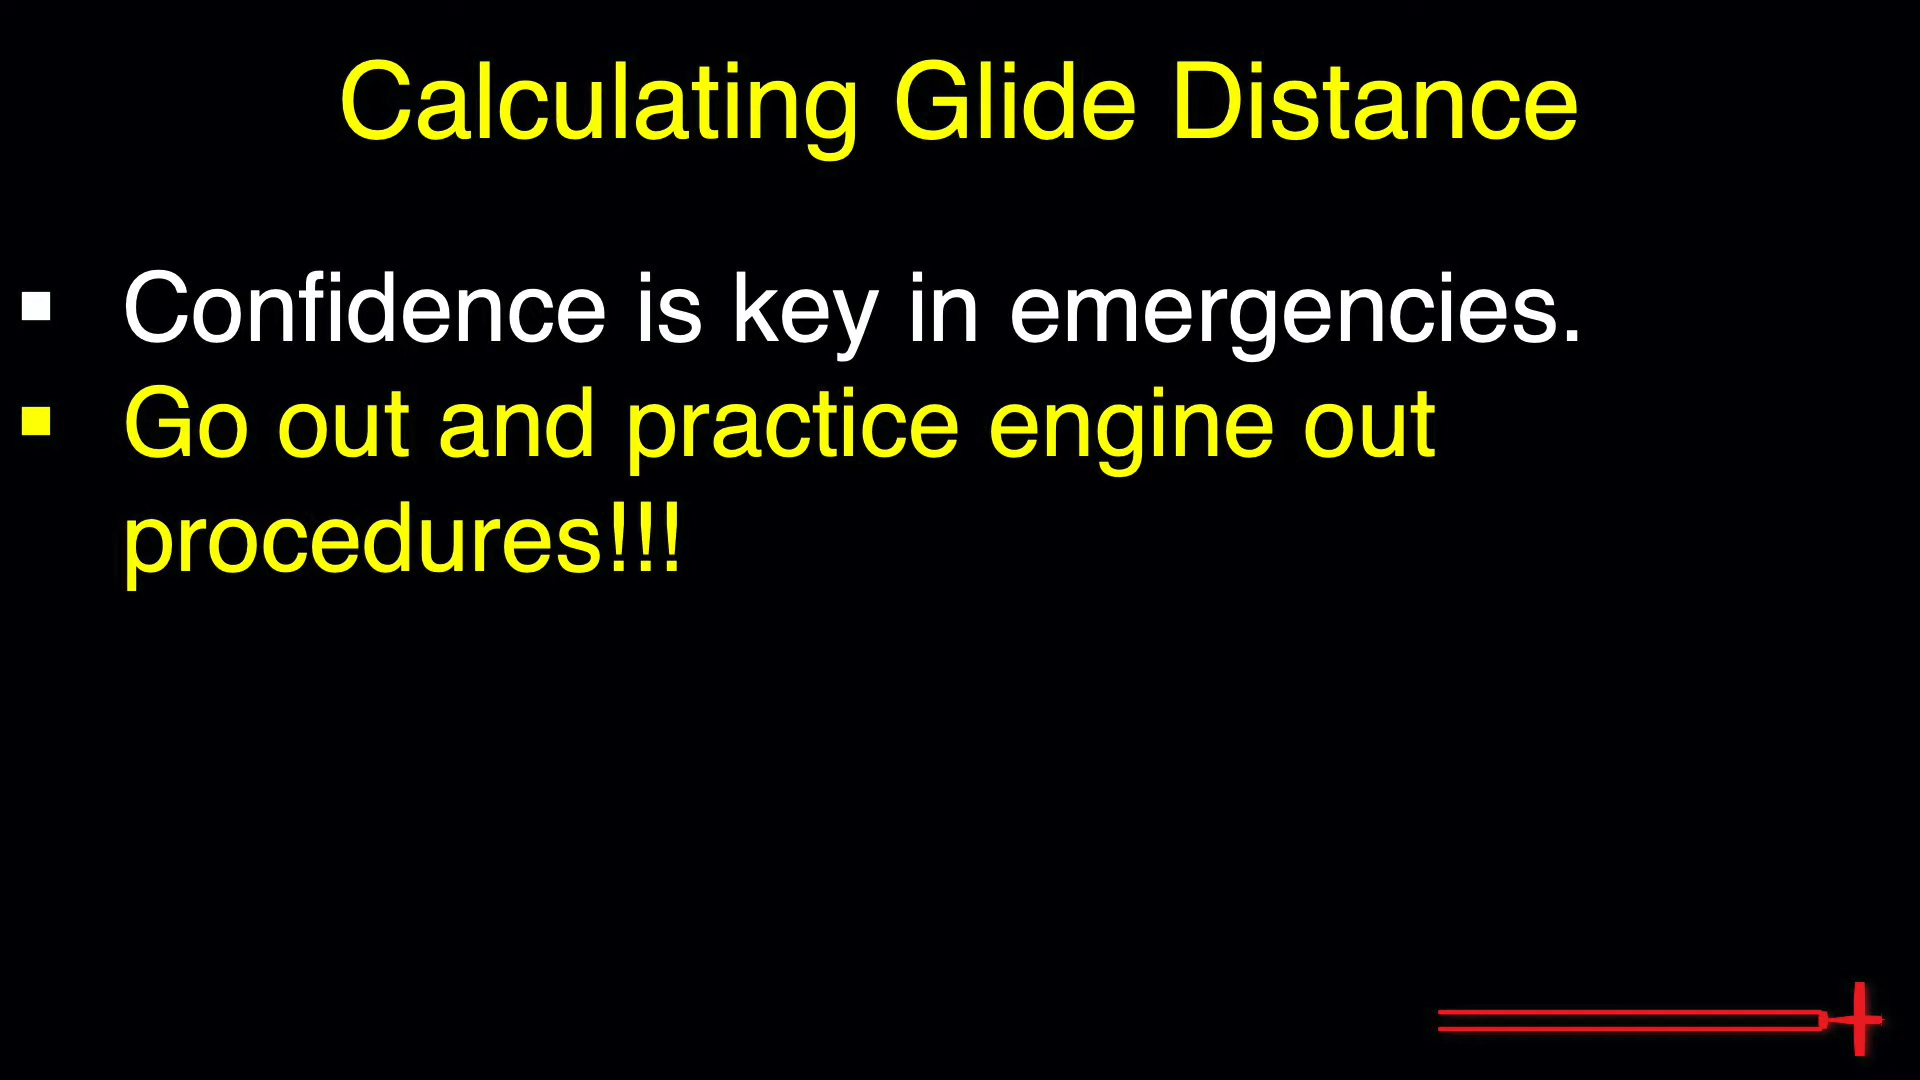 Calculating Glide Distance
▪ Confidence is key in emergencies.
▪ Go out and practice engine out
procedures!!!